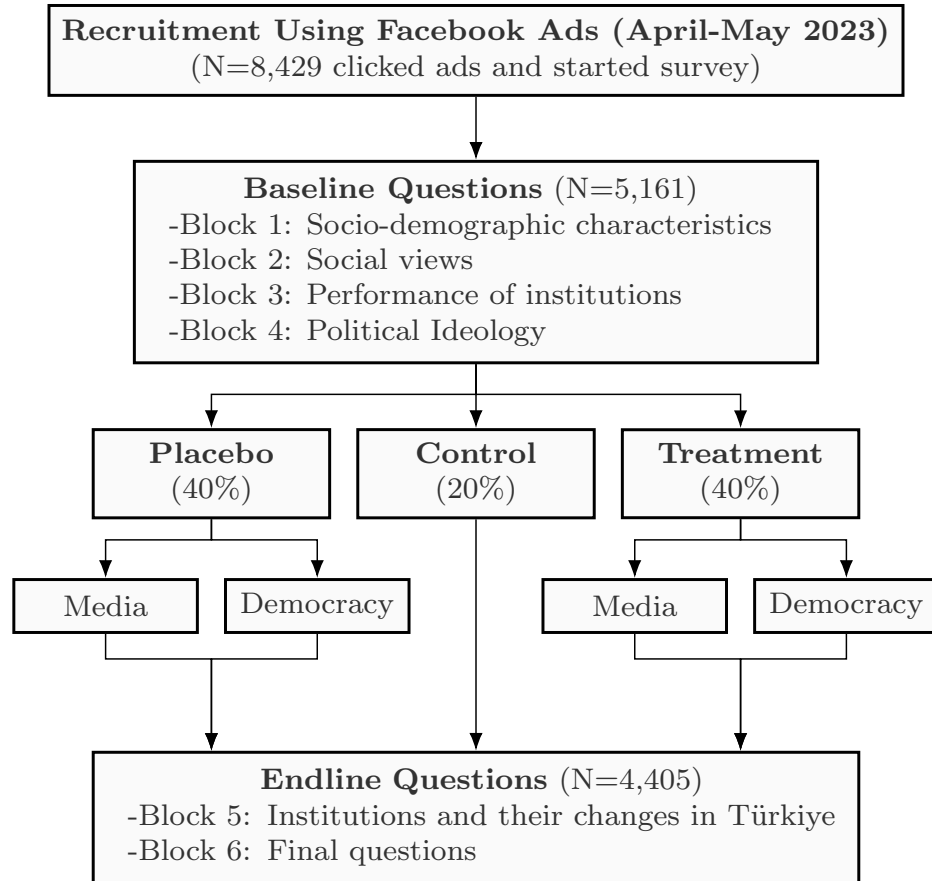 Recruitment Using Facebook Ads (April-May 2023)
(N=8,429 clicked ads and started survey)
Baseline Questions (N=5,161)
-Block 1: Socio-demographic characteristics
-Block 2: Social views
-Block 3: Performance of institutions
-Block 4: Political Ideology
Placebo
(40%)
Control
(20%)
Treatment
(40%)
Media
Democracy
Media
Democracy
Endline Questions (N=4,405)
-Block 5: Institutions and their changes in Türkiye
-Block 6: Final questions